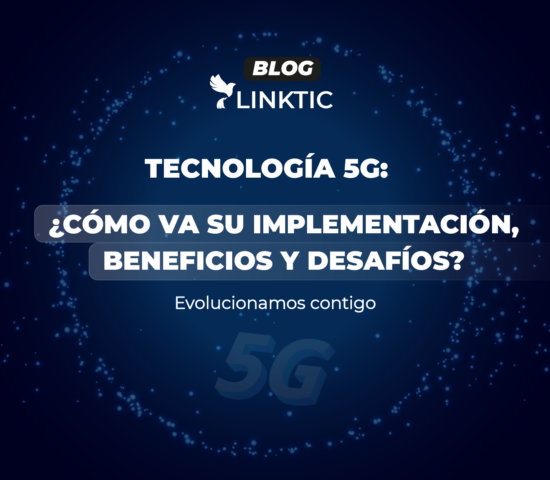 BLOG
LINKTIC
TECNOLOGÍA 5G:
¿CÓMO VA SU IMPLEMENTACIÓN,
BENEFICIOS Y DESAFÍOS?
Evolucionamos contigo
5G